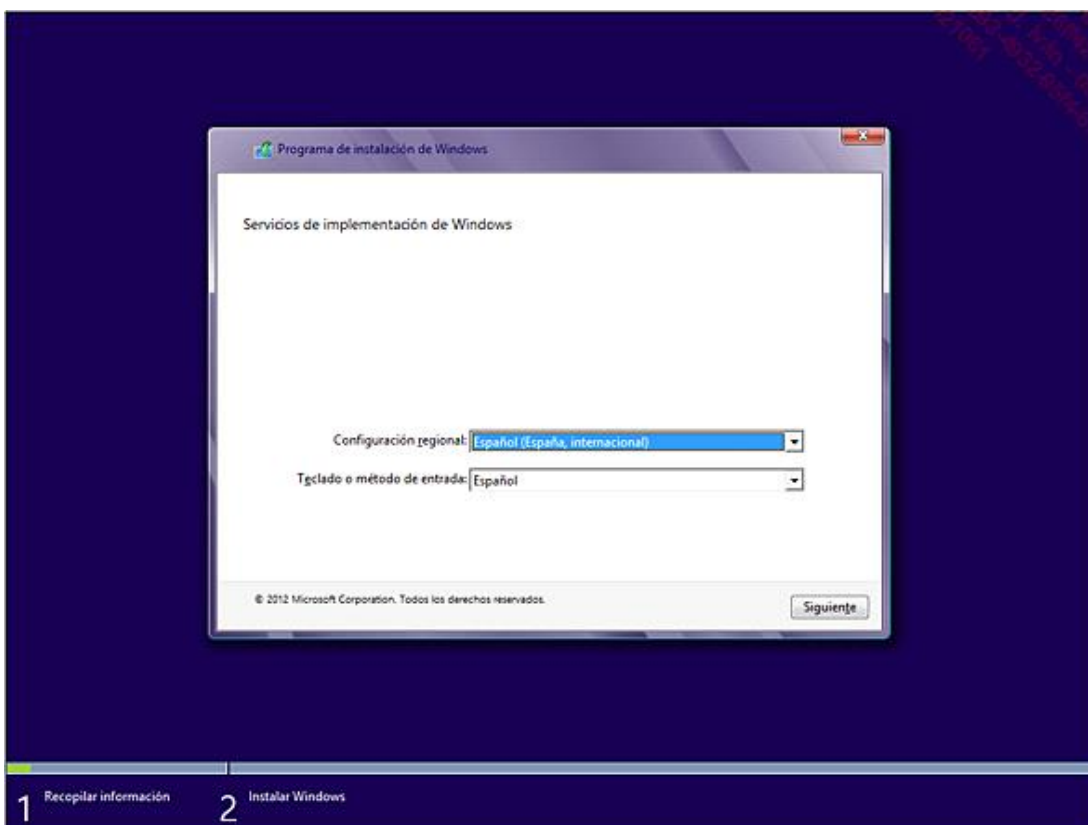 Programa de instalación de Windows
Servicios de implementación de Windows
Configuración regional: Español (España, internacional)
Teclado o método de entrada: Español
© 2012 Microsoft Corporation. Todos los derechos reservados.
Siguiente
1 Recopilar información 2 Instalar Windows